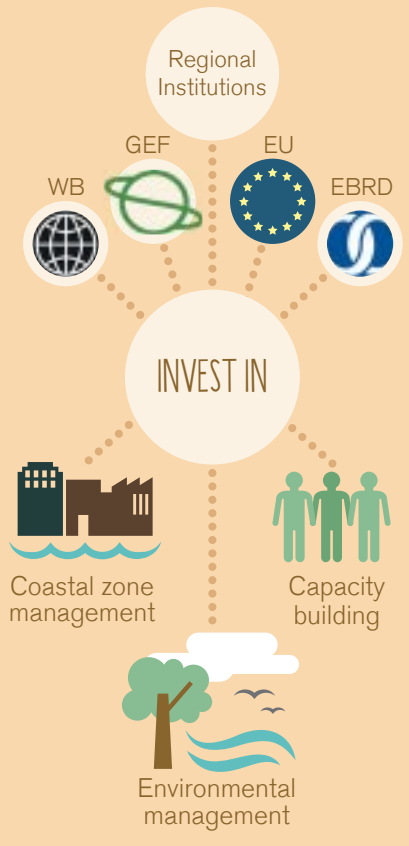 Regional
Institutions
GEF
EU
WB
EBRD
INVEST IN
Coastal zone
management
Capacity
building
Environmental
management